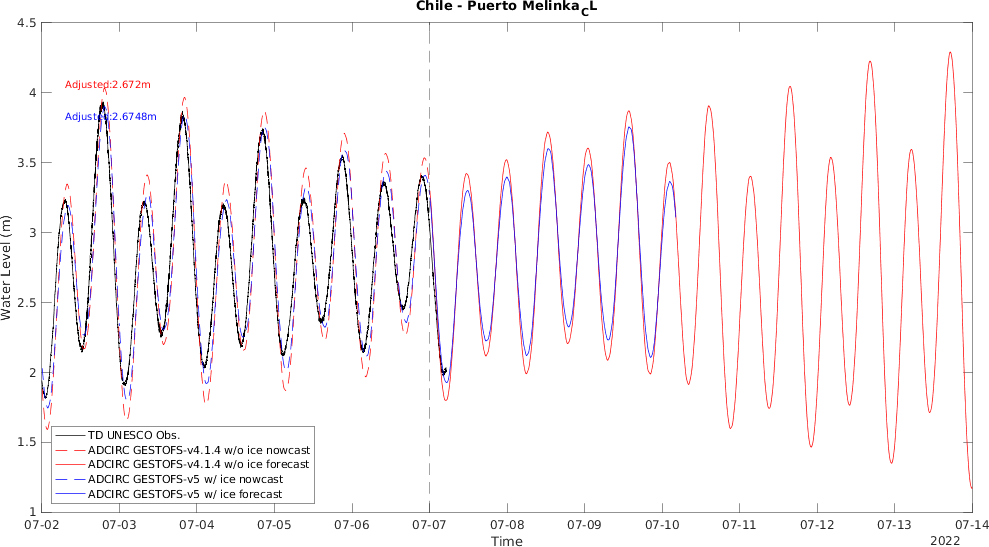 Chile - Puerto Melinka_CL
Adjusted:2.672m
Adjusted:2.6748m
Water Level (m)
4.5
4
3.5
3
2.5
2
1.5
1
TD UNESCO Obs.
ADCIRC GESTOFS-v4.1.4 w/o ice nowcast
ADCIRC GESTOFS-v4.1.4 w/o ice forecast
ADCIRC GESTOFS-v5 w/ ice nowcast
ADCIRC GESTOFS-v5 w/ ice forecast
07-02 07-03 07-04 07-05 07-06 07-07 07-08 07-09 07-10 07-11 07-12 07-13 07-14
Time
2022